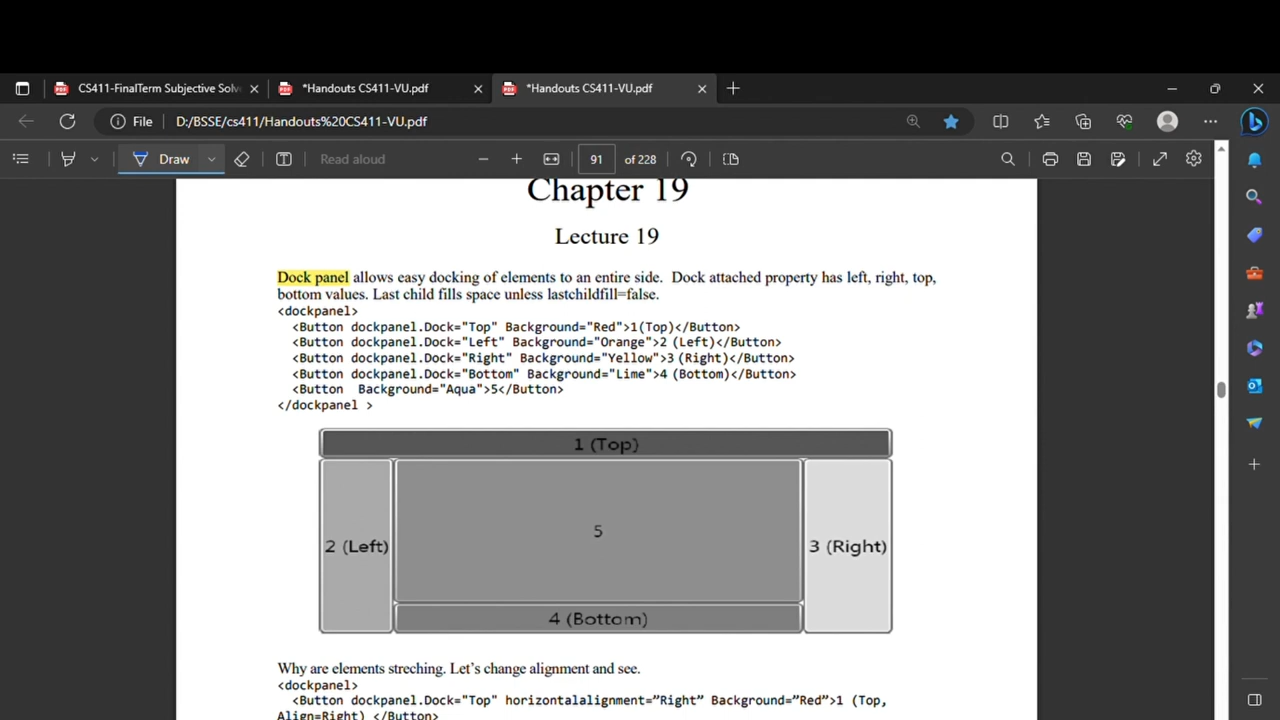 CS411-FinalTerm Subjective Solv
*Handouts CS411-VU.pdf
*Handouts CS411-VU.pdf
File
D:/BSSE/cs411/Handouts%20CS411-VU.pdf
Draw
Read aloud
91 of 228
Chapter 19
Lecture 19
Dock panel allows easy docking of elements to an entire side. Dock attached property has left, right, top,
bottom values. Last child fills space unless lastchildfill=false.
<dockpanel>
<Button dockpanel.Dock="Top" Background="Red">1(Top)</Button>
<Button dockpanel.Dock="Left" Background="Orange">2 (Left)</Button>
<Button dockpanel.Dock="Right" Background="Yellow">3 (Right)</Button>
<Button dockpanel.Dock="Bottom" Background="Lime">4 (Bottom)</Button>
<Button  Background="Aqua">5</Button>
</dockpanel >
1 (Top)
5
2 (Left)
3 (Right)
4 (Bottom)
Why are elements streching. Let's change alignment and see.
<dockpanel>
<Button dockpanel.Dock="Top" horizontalalignment=”Right” Background=”Red”>1 (Top,
Align=Right) </Button>